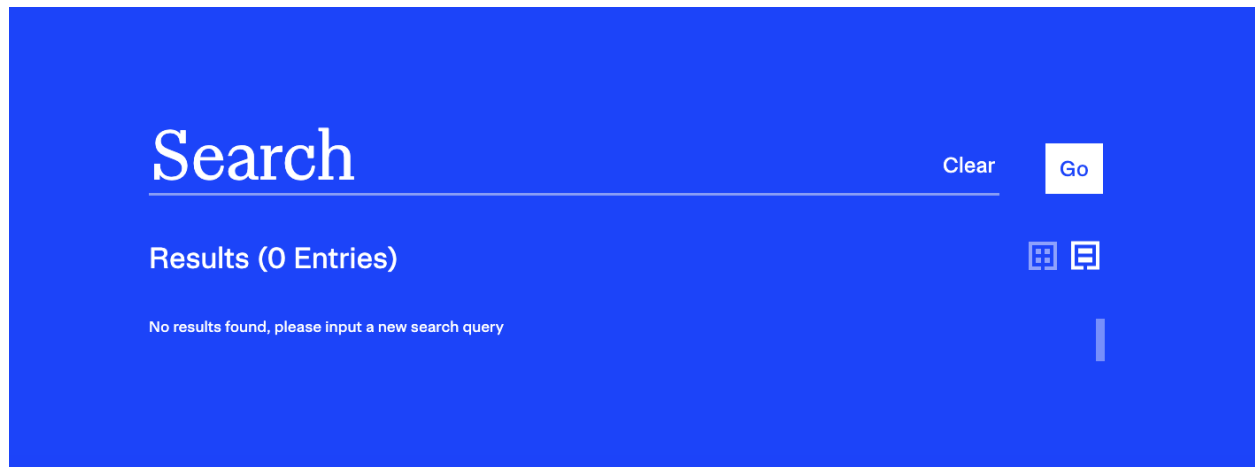 Search
Clear
Go
Results (0 Entries)
No results found, please input a new search query